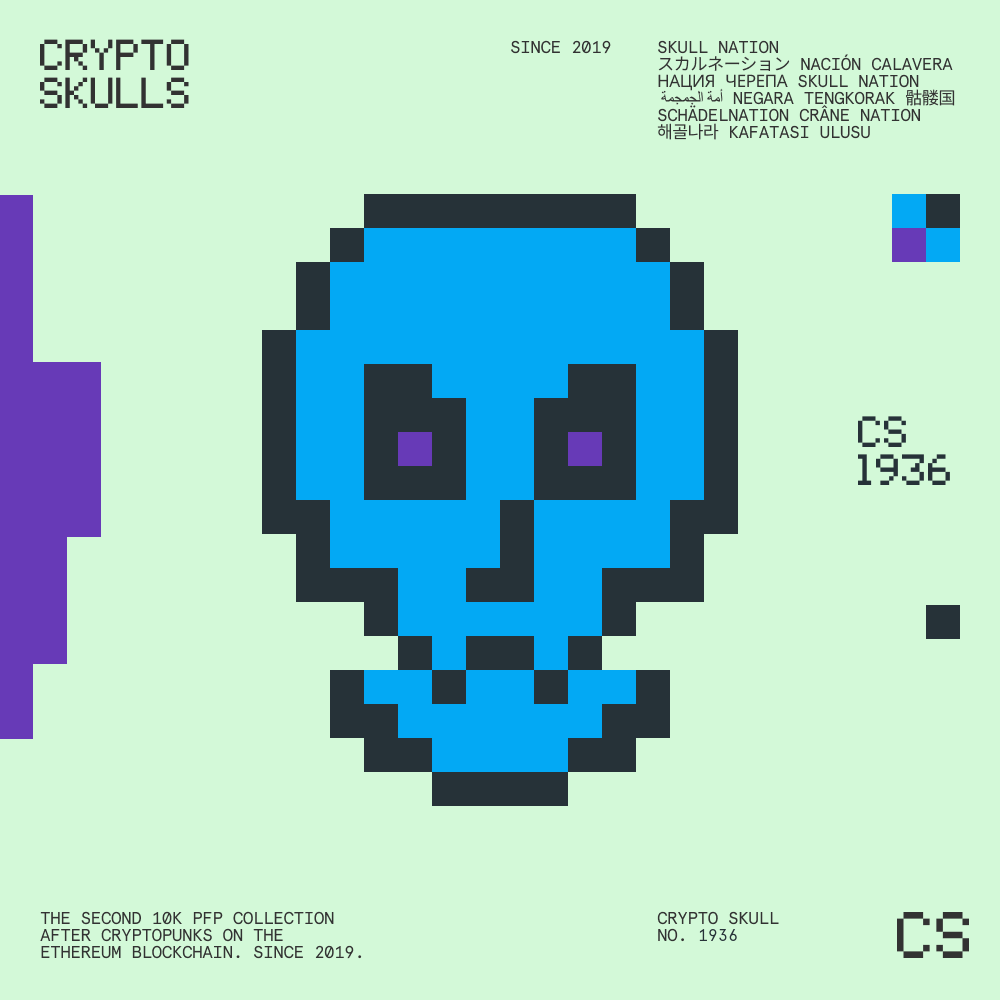 CRYPTO
SKULLS
SINCE 2019
SKULL NATION
スカルネーション NACIÓN CALAVERA
НАЦИЯ ЧЕРЕПА SKULL NATION
أمة الجمجمة NEGARA TENGKORAK 骷髅国
SCHÄDELNATION CRÂNE NATION
해골나라 KAFATASI ULUSU
CS
1936
THE SECOND 10K PFP COLLECTION
AFTER CRYPTOPUNKS ON THE
ETHEREUM BLOCKCHAIN. SINCE 2019.
CRYPTO SKULL
NO. 1936
CS